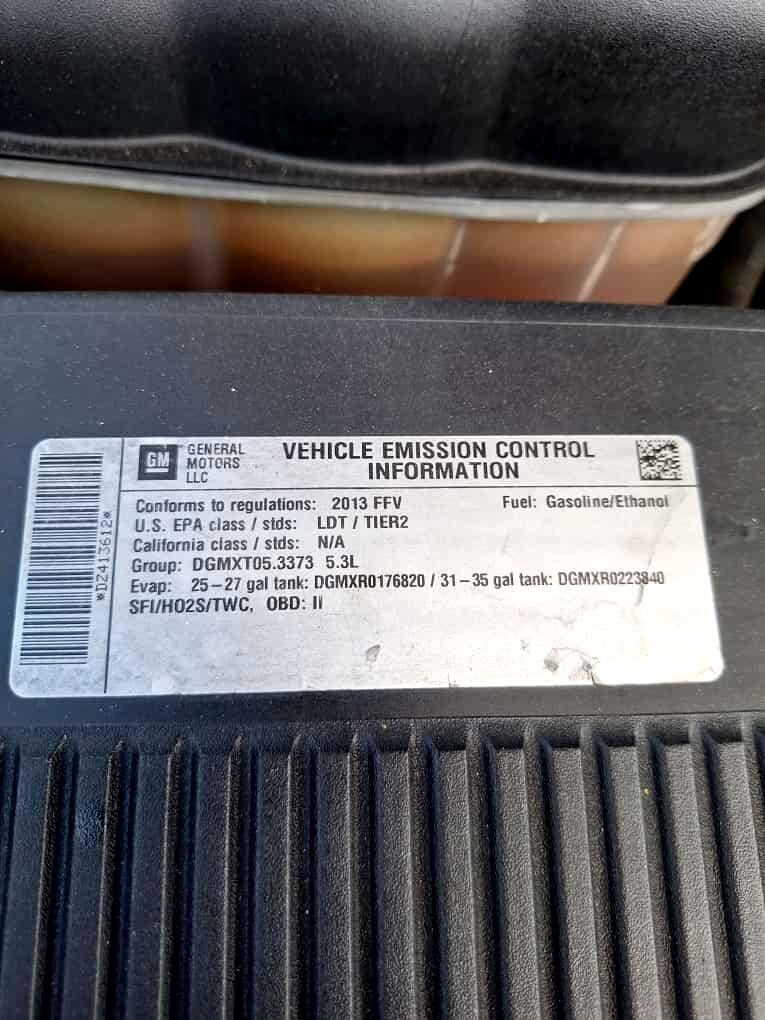 *DZ413612*
GM
GENERAL
MOTORS
LLC
VEHICLE EMISSION CONTROL
INFORMATION
Conforms to regulations: 2013 FFV Fuel: Gasoline/Ethanol
U.S. EPA class / stds: LDT / TIER2
California class / stds: N/A
Group: DGMXT05.3373 5.3L
Evap: 25-27 gal tank: DGMXR0176820 / 31-35 gal tank: DGMXR0223840
SFI/HO2S/TWC, OBD: II